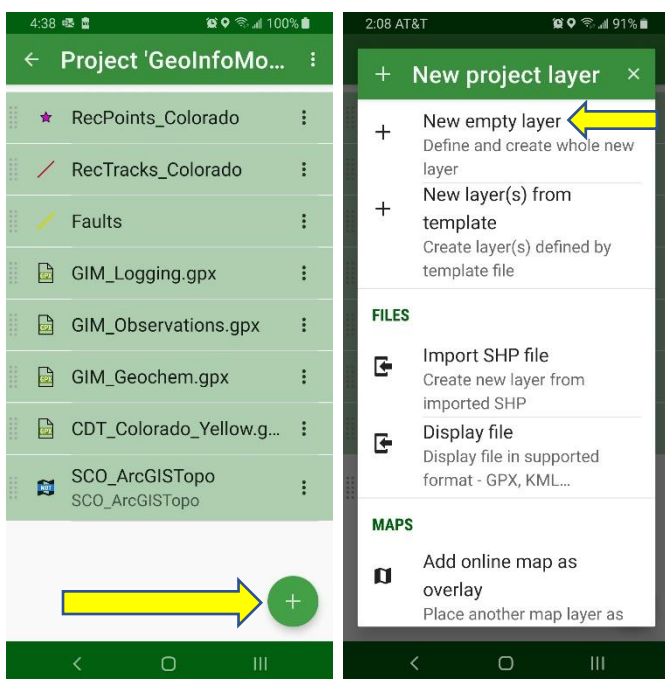 4:38 100%
Project 'GeoInfoMo...
RecPoints_Colorado
RecTracks_Colorado
Faults
GIM_Logging.gpx
GIM_Observations.gpx
GIM_Geochem.gpx
CDT_Colorado_Yellow.g...
SCO_ArcGISTopo
SCO_ArcGISTopo
2:08 AT&T 91%
New project layer
New empty layer
Define and create whole new
layer
New layer(s) from
template
Create layer(s) defined by
template file
FILES
Import SHP file
Create new layer from
imported SHP
Display file
Display file in supported
format - GPX, KML...
MAPS
Add online map as
overlay
Place another map layer as